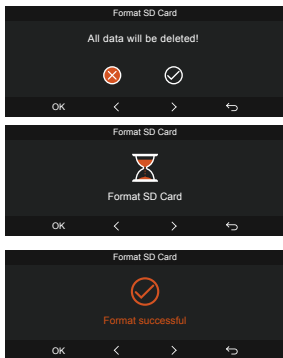 Format SD Card
All data will be deleted!
OK
Format SD Card
Format SD Card
OK
Format SD Card
Format successful
OK